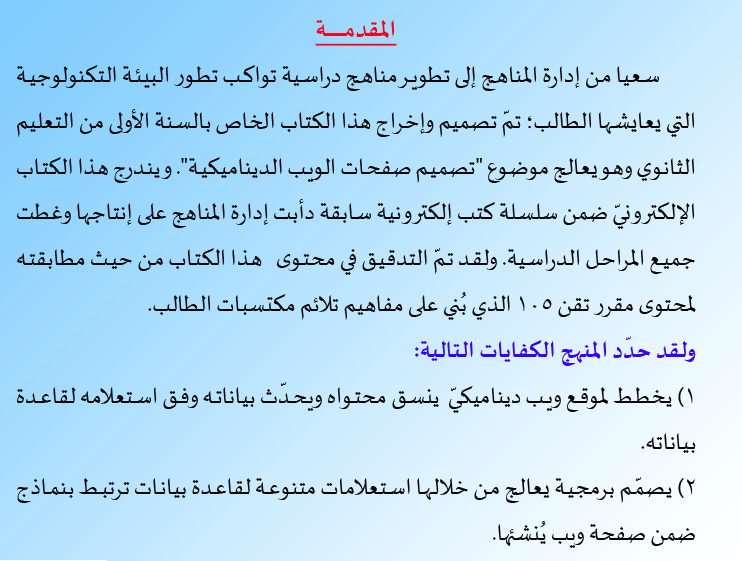 المقدمـــة
سعيا من إدارة المناهج إلى تطوير مناهج دراسية تواكب تطور البيئة التكنولوجية
التي يعايشها الطالب؛ تمّ تصميم وإخراج هذا الكتاب الخاص بالسنة الأولى من التعليم
الثانوي وهو يعالج موضوع "تصميم صفحات الويب الديناميكية". ويندرج هذا الكتاب
الإلكترونيّ ضمن سلسلة كتب إلكترونية سابقة دأبت إدارة المناهج على إنتاجها وغطت
جميع المراحل الدراسية. ولقد تمّ التدقيق في محتوى هذا الكتاب من حيث مطابقته
لمحتوى مقرر تقن ١٠٥ الذي بُني على مفاهيم تلائم مكتسبات الطالب.
ولقد حدّد المنهج الكفايات التالية:
١) يخطط لموقع ويب ديناميكيّ ينسق محتواه ويحدّث بياناته وفق استعلامه لقاعدة
بياناته.
٢) يصمّم برمجية يعالج من خلالها استعلامات متنوعة لقاعدة بيانات ترتبط بنماذج
ضمن صفحة ويب يُنشئها.